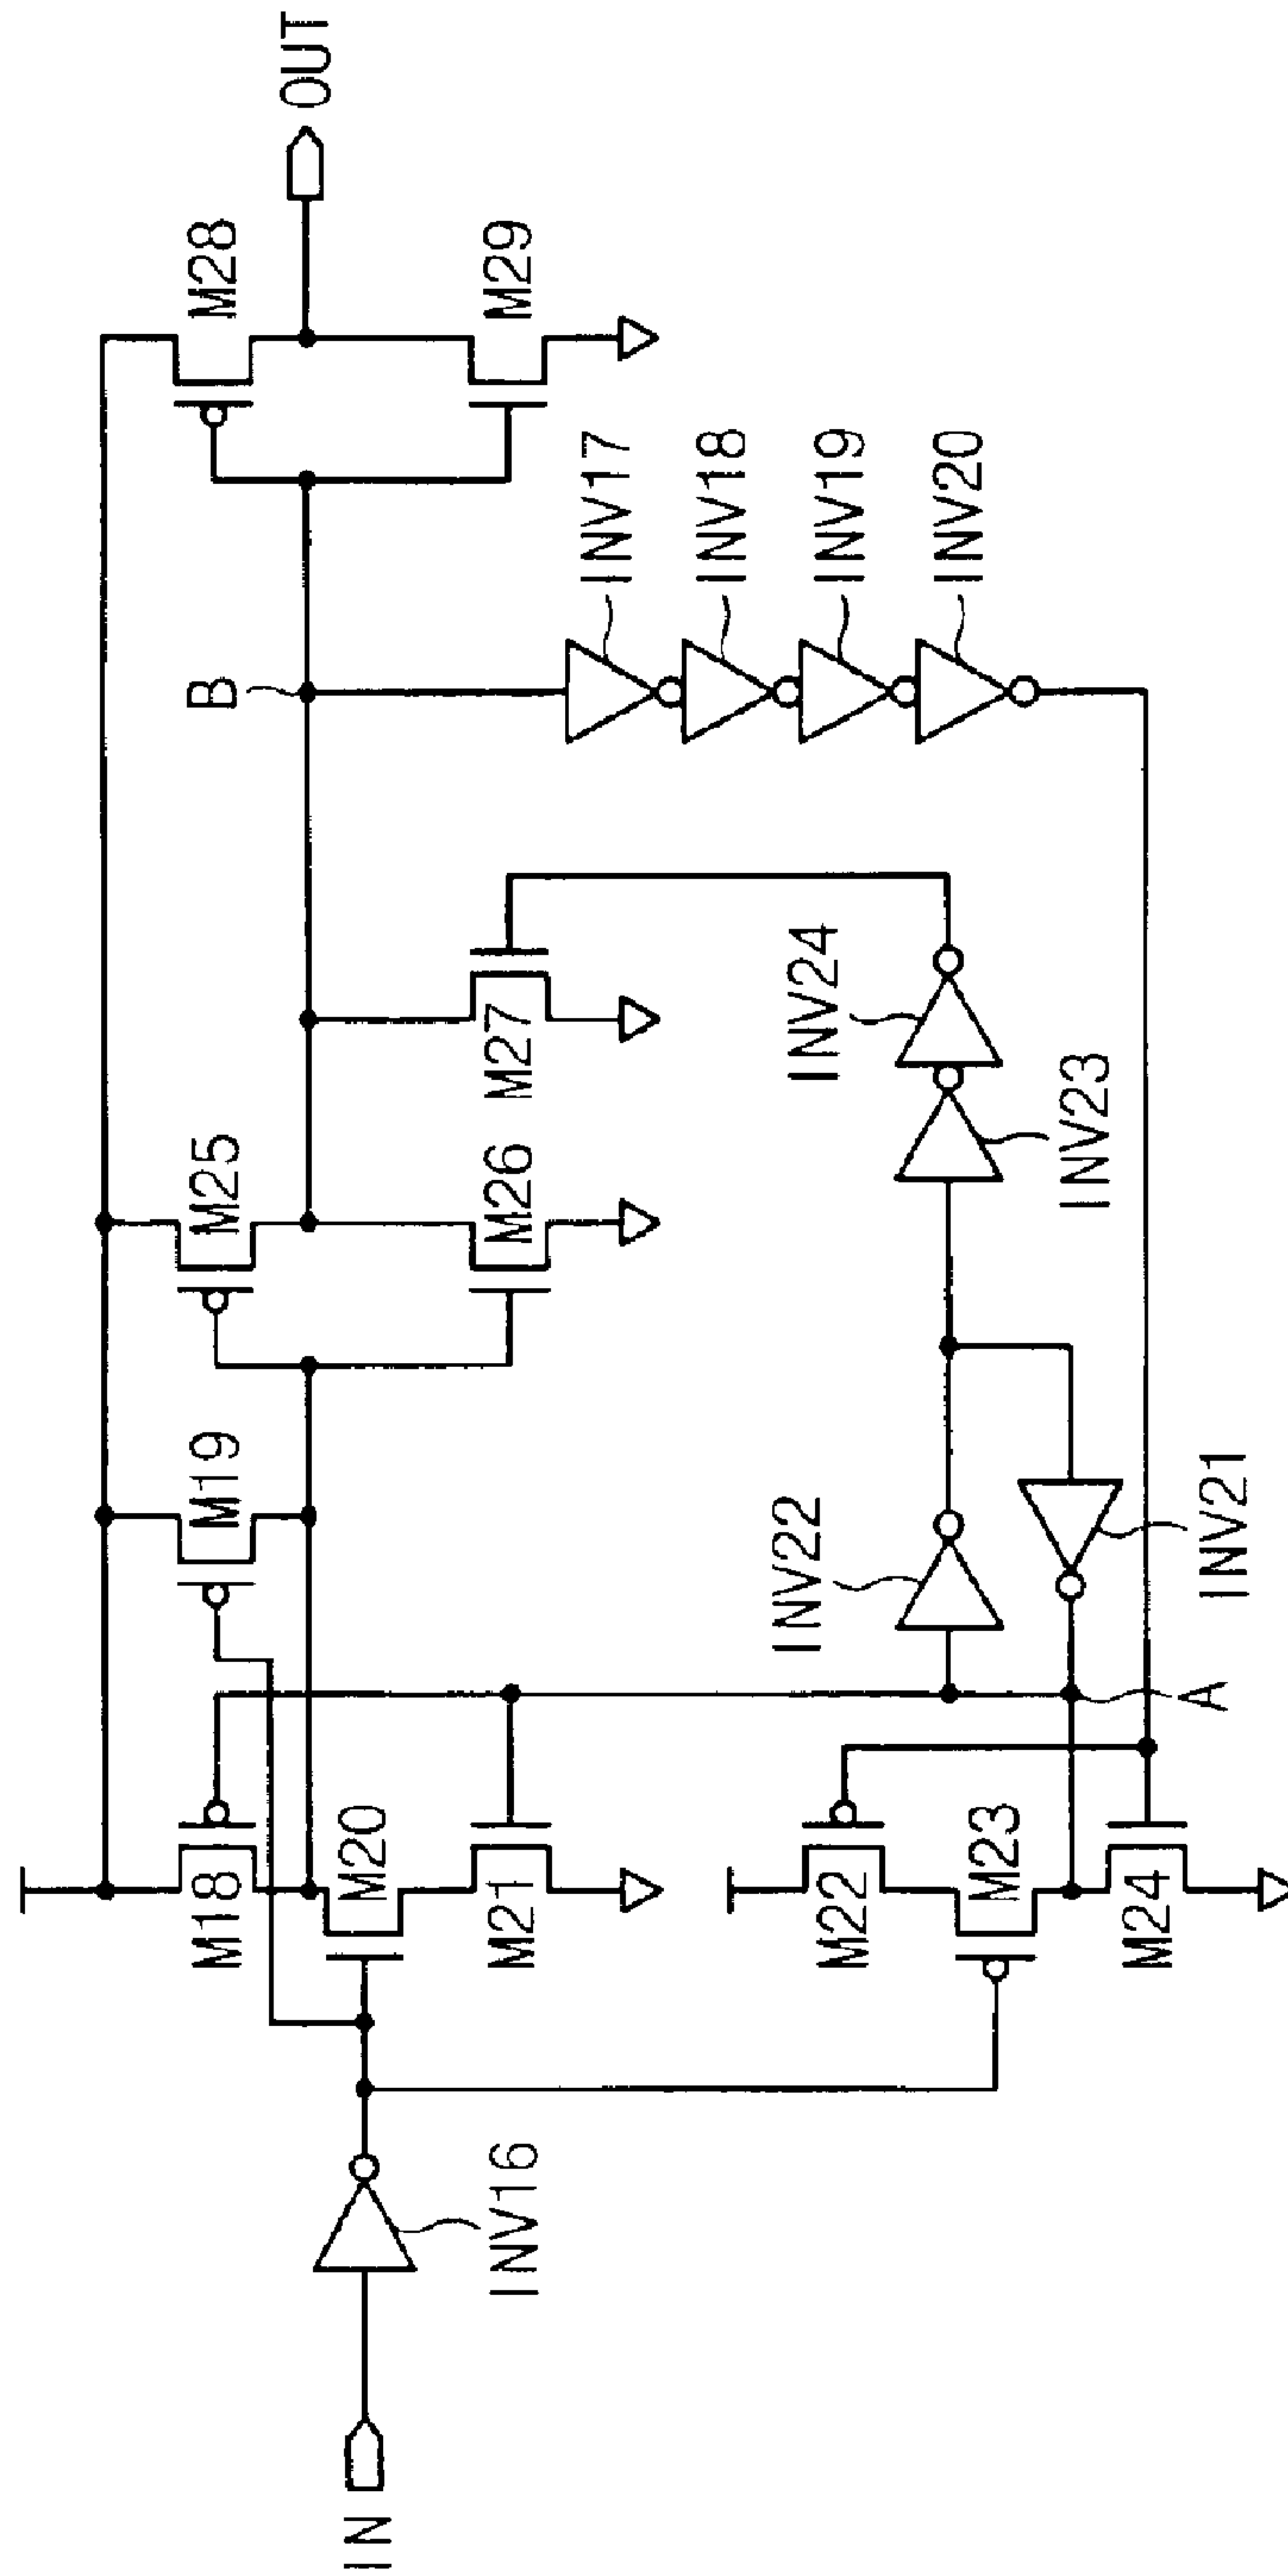 IN
INV16
M18
M19
M20
M21
M22
M23
M24
A
INV21
INV22
INV23
INV24
M25
M26
M27
B
INV17
INV18
INV19
INV20
M28
M29
OUT